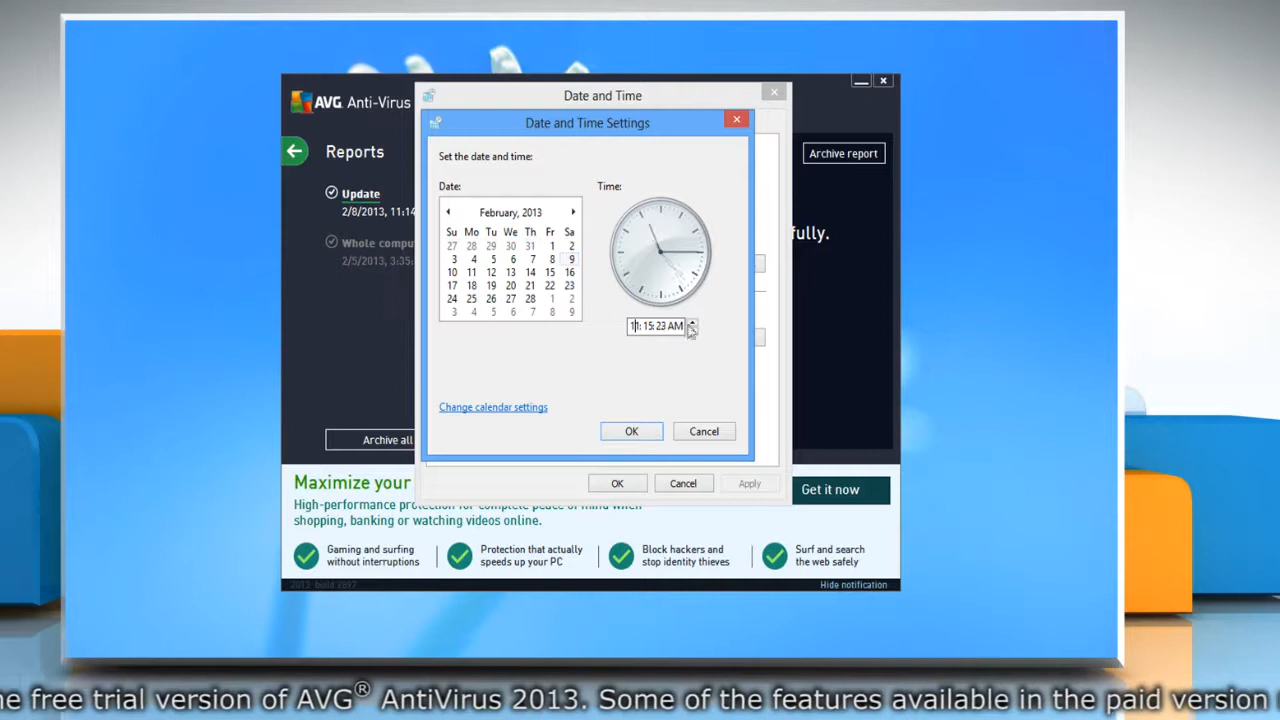 AVG. Anti-Virus
Date and Time
Date and Time Settings
Reports
Archive report
Update
2/8/2013, 11:14
Whole compu
2/5/2013, 3:35:
fully.
Set the date and time:
Date:
Time:
February, 2013
Su Mo Tu We Th Fr Sa
27 28 29 30 31 1 2
3 4 5 6 7 8 9
10 11 12 13 14 15 16
17 18 19 20 21 22 23
24 25 26 27 28 1 2
3 4 5 6 7 8 9
11:15:23 AM
Change calendar settings
OK Cancel
Archive all
OK Cancel Apply
Maximize your
High-performance protection for complete peace of mind when
shopping, banking or watching videos online.
Get it now
Gaming and surfing
without interruptions
Protection that actually
speeds up your PC
Block hackers and
stop identity thieves
Surf and search
the web safely
2013 build 2897
Hide notification
he free trial version of AVG® AntiVirus 2013. Some of the features available in the paid version